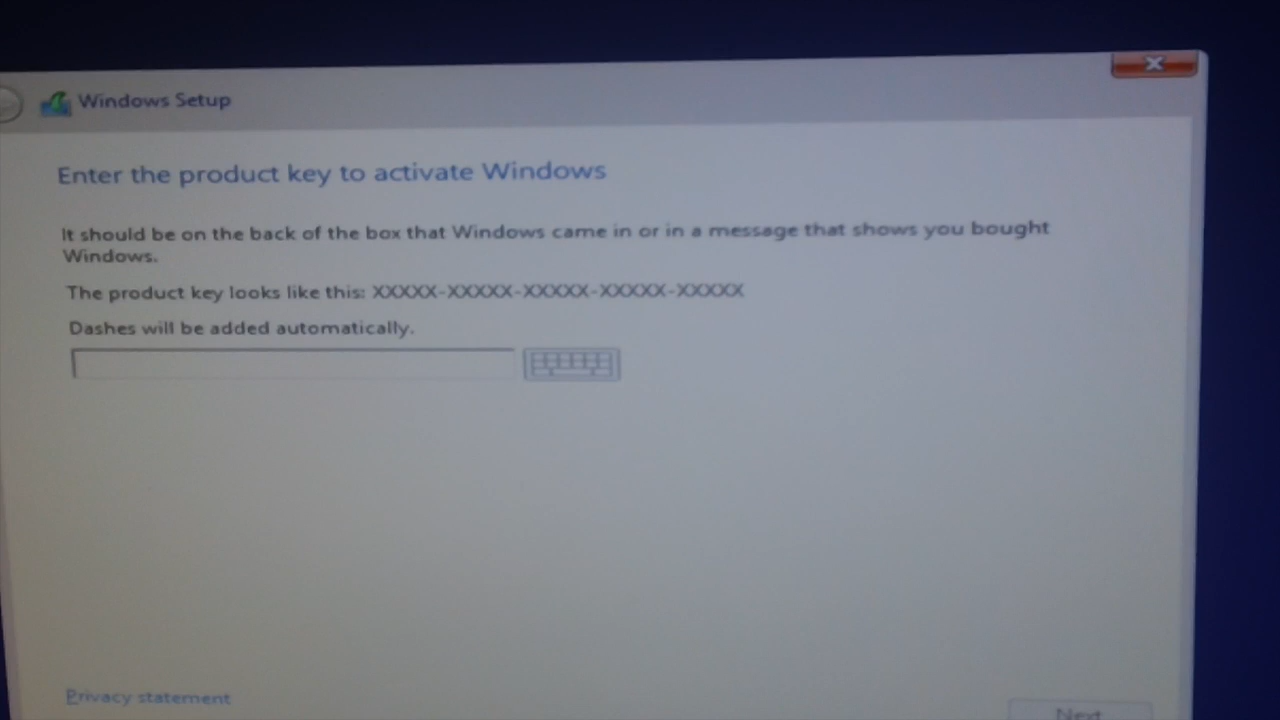 Windows Setup
Enter the product key to activate Windows
It should be on the back of the box that Windows came in or in a message that shows you bought
Windows.
The product key looks like this: XXXXX-XXXXX-XXXXX-XXXXX-XXXXX
Dashes will be added automatically.
Privacy statement
Next